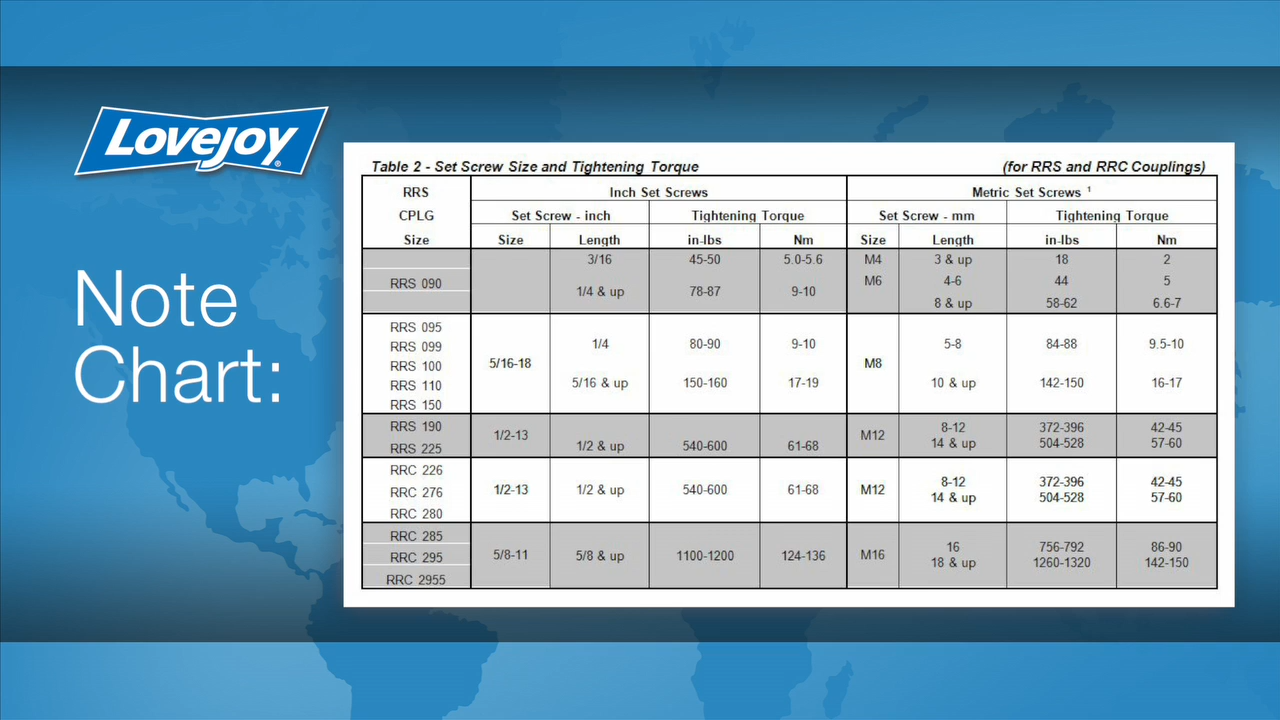 Lovejoy®
Note
Chart:
Table 2 - Set Screw Size and Tightening Torque (for RRS and RRC Couplings)
RRS Inch Set Screws Metric Set Screws 1
CPLG Set Screw - inch Tightening Torque Set Screw - mm Tightening Torque
Size Size Length in-lbs Nm Size Length in-lbs Nm
3/16 45-50 5.0-5.6 M4 3 & up 18 2
RRS 090 1/4 & up 78-87 9-10 M6 4-6 44 5
8 & up 58-62 6.6-7
RRS 095
RRS 099 1/4 80-90 9-10 5-8 84-88 9.5-10
RRS 100 5/16-18 M8
RRS 110 5/16 & up 150-160 17-19 10 & up 142-150 16-17
RRS 150
RRS 190 1/2-13 M12 8-12 372-396 42-45
RRS 225 1/2 & up 540-600 61-68 14 & up 504-528 57-60
RRC 226 8-12 372-396 42-45
RRC 276 1/2-13 1/2 & up 540-600 61-68 M12 14 & up 504-528 57-60
RRC 280
RRC 285 16 756-792 86-90
RRC 295 5/8-11 5/8 & up 1100-1200 124-136 M16 18 & up 1260-1320 142-150
RRC 2955